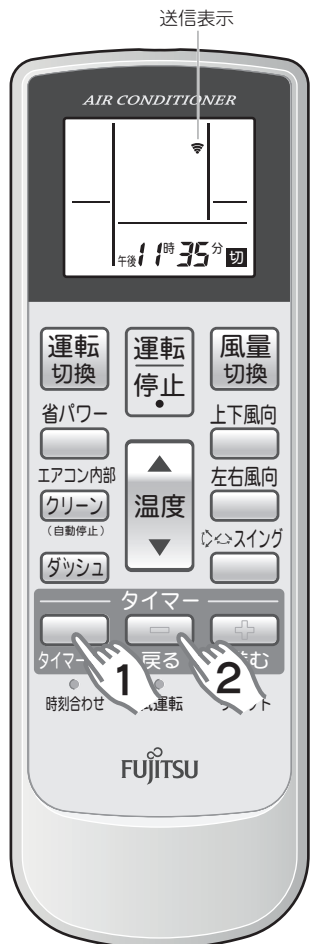 送信表示
AIR CONDITIONER
午後 11時 35分 切
運転切換
運転停止
風量切換
省パワー
上下風向
エアコン内部
クリーン
(自動停止)
温度
左右風向
スイング
ダッシュ
タイマー
タイマー
戻る
時刻合わせ
1
2
FUJITSU